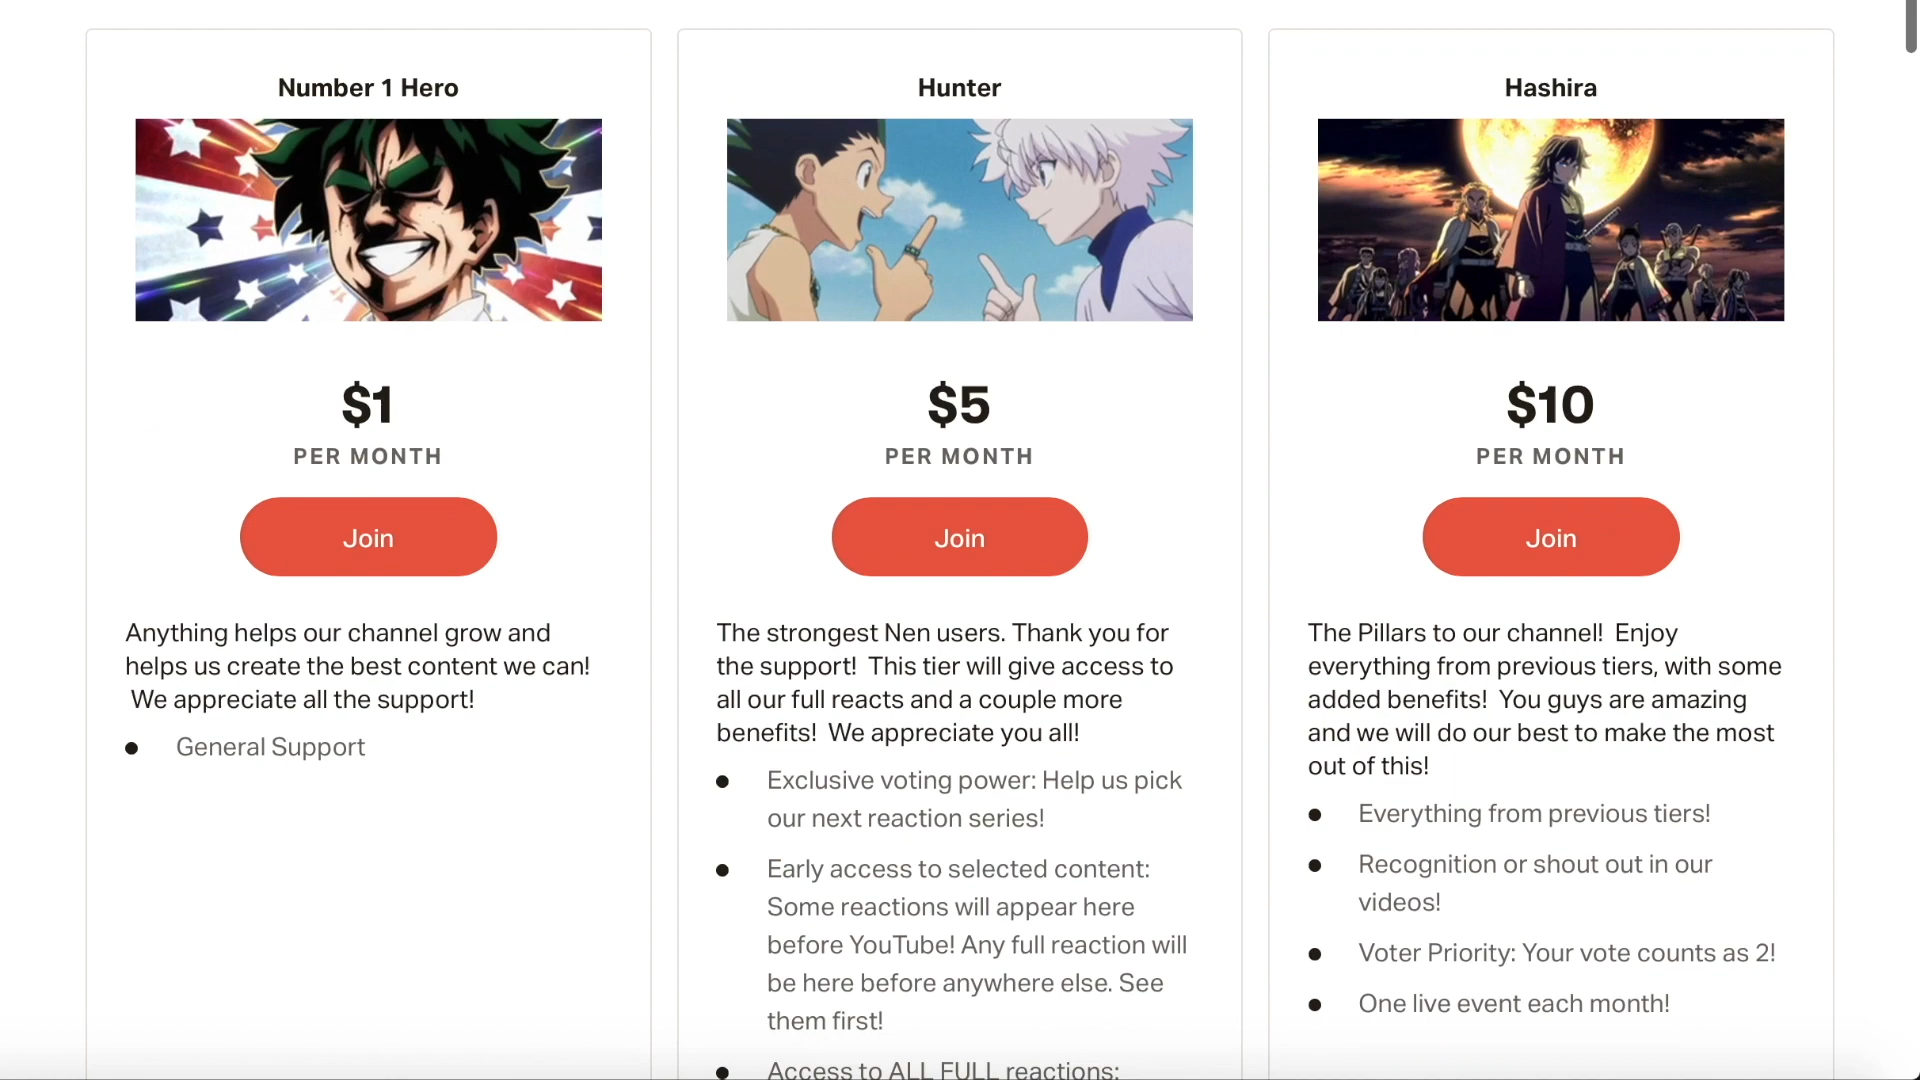 Number 1 Hero
$1
PER MONTH
Join
Anything helps our channel grow and
helps us create the best content we can!
We appreciate all the support!
● General Support
Hunter
$5
PER MONTH
Join
The strongest Nen users. Thank you for
the support!  This tier will give access to
all our full reacts and a couple more
benefits!  We appreciate you all!
● Exclusive voting power: Help us pick
our next reaction series!
● Early access to selected content:
Some reactions will appear here
before YouTube! Any full reaction will
be here before anywhere else. See
them first!
● Access to ALL FULL reactions:
Hashira
$10
PER MONTH
Join
The Pillars to our channel!  Enjoy
everything from previous tiers, with some
added benefits!  You guys are amazing
and we will do our best to make the most
out of this!
● Everything from previous tiers!
● Recognition or shout out in our
videos!
● Voter Priority: Your vote counts as 2!
● One live event each month!